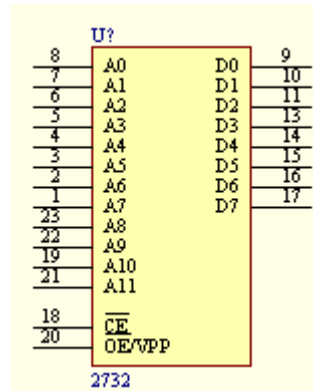 U?
8 A0 D0 9
7 A1 D1 10
6 A2 D2 11
5 A3 D3 13
4 A4 D4 14
3 A5 D5 15
2 A6 D6 16
1 A7 D7 17
23 A8
22 A9
19 A10
21 A11
18 C̅E̅
20 OE/VPP
2732